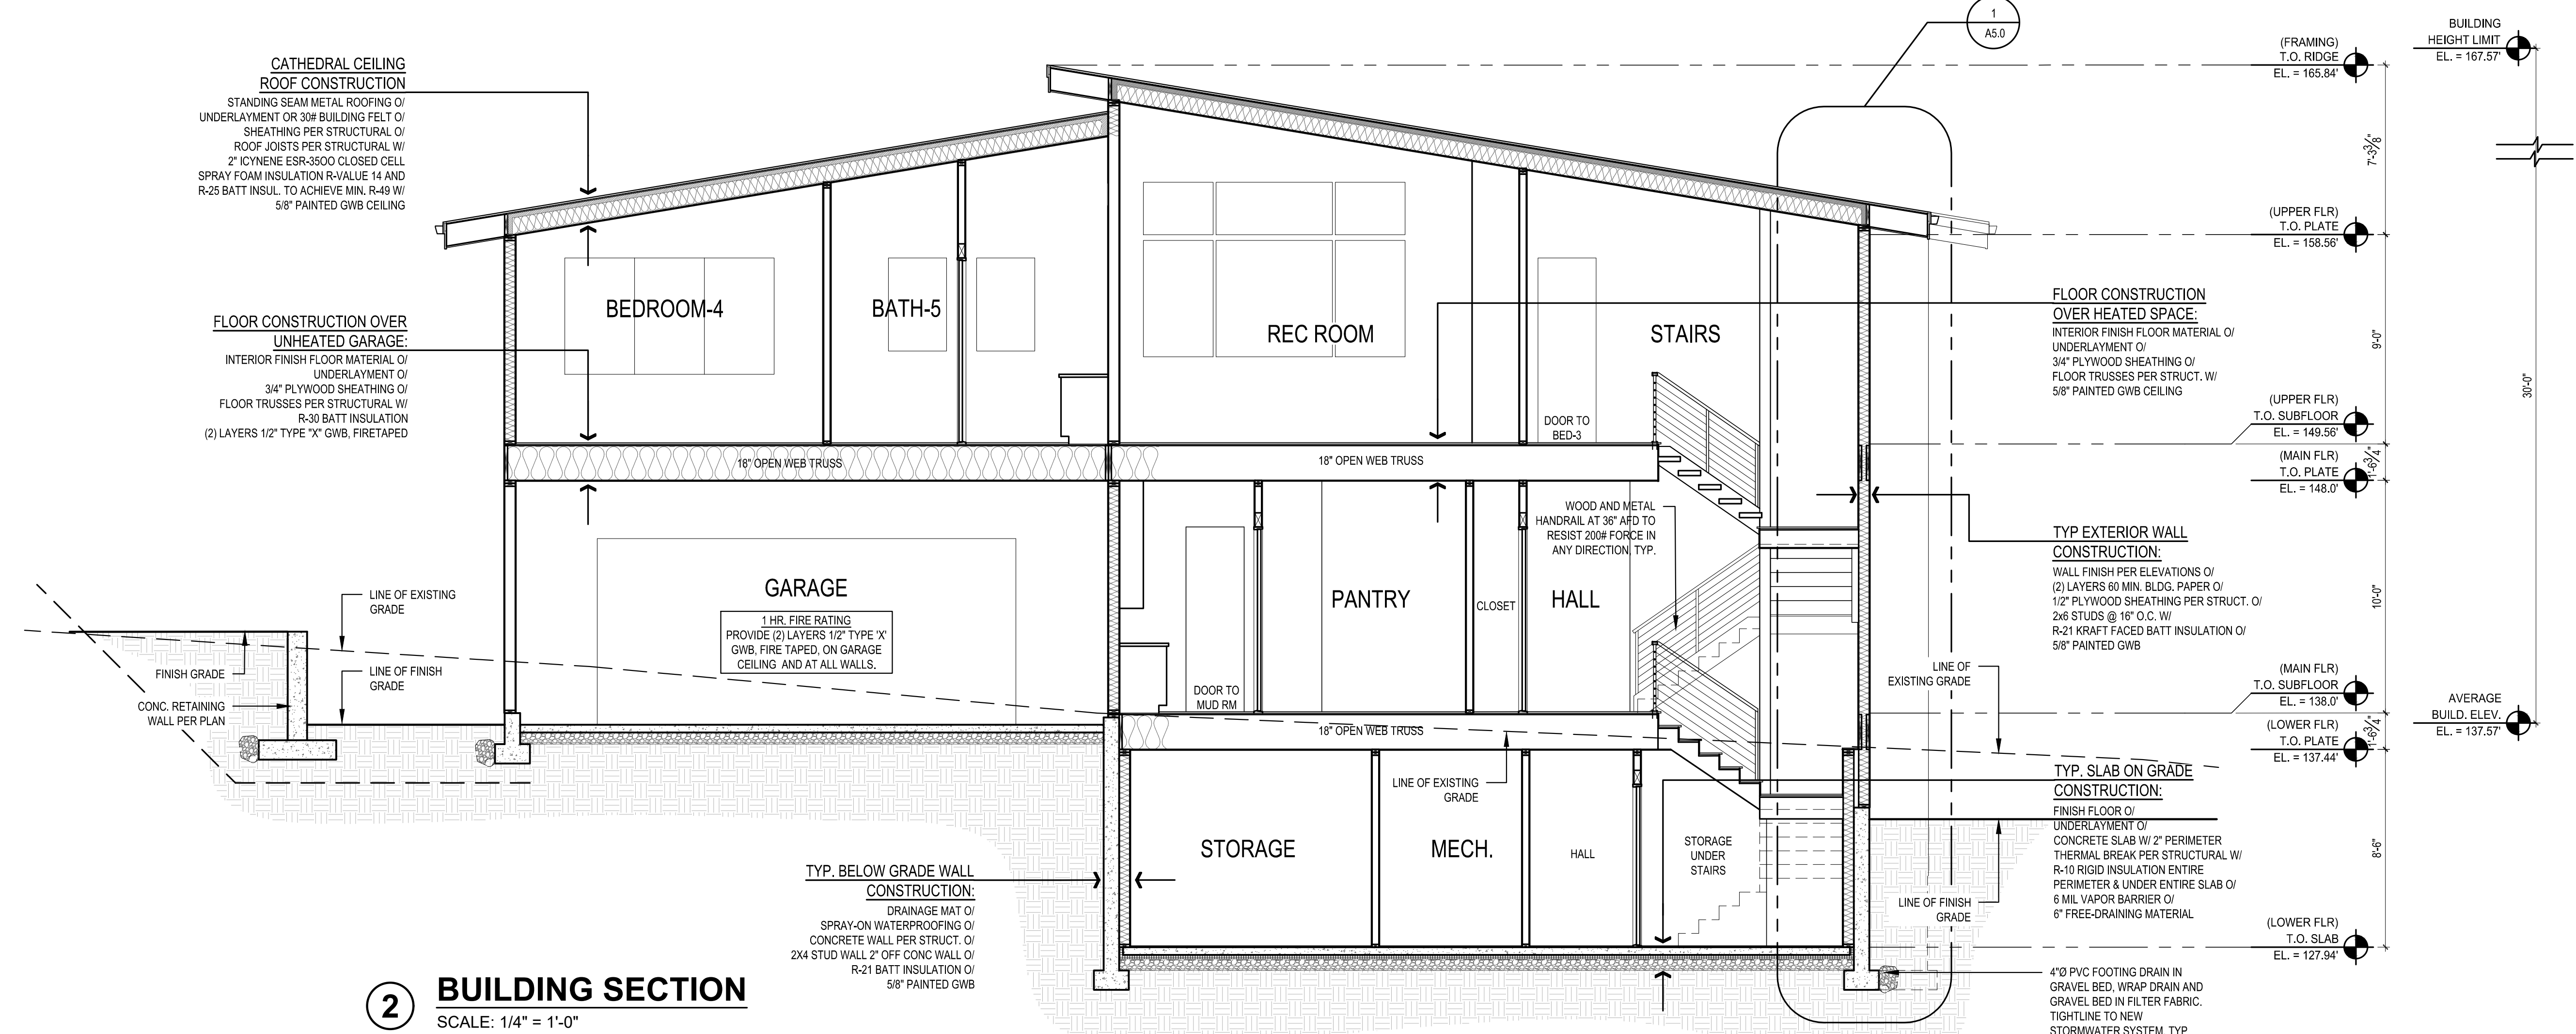 1
A5.0
BUILDING
HEIGHT LIMIT
EL. = 167.57'
(FRAMING)
T.O. RIDGE
EL. = 165.84'
CATHEDRAL CEILING
ROOF CONSTRUCTION
STANDING SEAM METAL ROOFING O/
UNDERLAYMENT OR 30# BUILDING FELT O/
SHEATHING PER STRUCTURAL O/
ROOF JOISTS PER STRUCTURAL W/
2" ICYNENE ESR-3500 CLOSED CELL
SPRAY FOAM INSULATION R-VALUE 14 AND
R-25 BATT INSUL. TO ACHIEVE MIN. R-49 W/
5/8" PAINTED GWB CEILING
7'-3 3/8"
(UPPER FLR)
T.O. PLATE
EL. = 158.56'
BEDROOM-4
BATH-5
REC ROOM
STAIRS
FLOOR CONSTRUCTION
OVER HEATED SPACE:
INTERIOR FINISH FLOOR MATERIAL O/
UNDERLAYMENT O/
3/4" PLYWOOD SHEATHING O/
FLOOR TRUSSES PER STRUCT. W/
5/8" PAINTED GWB CEILING
9'-0"
30'-0"
FLOOR CONSTRUCTION OVER
UNHEATED GARAGE:
INTERIOR FINISH FLOOR MATERIAL O/
UNDERLAYMENT O/
3/4" PLYWOOD SHEATHING O/
FLOOR TRUSSES PER STRUCTURAL W/
R-30 BATT INSULATION
(2) LAYERS 1/2" TYPE "X" GWB, FIRETAPED
DOOR TO
BED-3
(UPPER FLR)
T.O. SUBFLOOR
EL. = 149.56'
18" OPEN WEB TRUSS
18" OPEN WEB TRUSS
1'-6 3/4"
(MAIN FLR)
T.O. PLATE
EL. = 148.0'
WOOD AND METAL
HANDRAIL AT 36" AFD TO
RESIST 200# FORCE IN
ANY DIRECTION, TYP.
TYP EXTERIOR WALL
CONSTRUCTION:
WALL FINISH PER ELEVATIONS O/
(2) LAYERS 60 MIN. BLDG. PAPER O/
1/2" PLYWOOD SHEATHING PER STRUCT. O/
2x6 STUDS @ 16" O.C. W/
R-21 KRAFT FACED BATT INSULATION O/
5/8" PAINTED GWB
10'-0"
GARAGE
1 HR. FIRE RATING
PROVIDE (2) LAYERS 1/2" TYPE 'X'
GWB, FIRE TAPED, ON GARAGE
CEILING AND AT ALL WALLS.
PANTRY
CLOSET
HALL
LINE OF EXISTING
GRADE
FINISH GRADE
LINE OF FINISH
GRADE
CONC. RETAINING
WALL PER PLAN
DOOR TO
MUD RM
LINE OF
EXISTING GRADE
(MAIN FLR)
T.O. SUBFLOOR
EL. = 138.0'
AVERAGE
BUILD. ELEV.
EL. = 137.57'
18" OPEN WEB TRUSS
1'-6 3/4"
(LOWER FLR)
T.O. PLATE
EL. = 137.44'
LINE OF EXISTING
GRADE
TYP. SLAB ON GRADE
CONSTRUCTION:
FINISH FLOOR O/
UNDERLAYMENT O/
CONCRETE SLAB W/ 2" PERIMETER
THERMAL BREAK PER STRUCTURAL W/
R-10 RIGID INSULATION ENTIRE
PERIMETER & UNDER ENTIRE SLAB O/
6 MIL VAPOR BARRIER O/
6" FREE-DRAINING MATERIAL
8'-6"
STORAGE
MECH.
HALL
STORAGE
UNDER
STAIRS
LINE OF FINISH
GRADE
TYP. BELOW GRADE WALL
CONSTRUCTION:
DRAINAGE MAT O/
SPRAY-ON WATERPROOFING O/
CONCRETE WALL PER STRUCT. O/
2X4 STUD WALL 2" OFF CONC WALL O/
R-21 BATT INSULATION O/
5/8" PAINTED GWB
(LOWER FLR)
T.O. SLAB
EL. = 127.94'
4"Ø PVC FOOTING DRAIN IN
GRAVEL BED, WRAP DRAIN AND
GRAVEL BED IN FILTER FABRIC.
TIGHTLINE TO NEW
STORMWATER SYSTEM, TYP
2
BUILDING SECTION
SCALE: 1/4" = 1'-0"